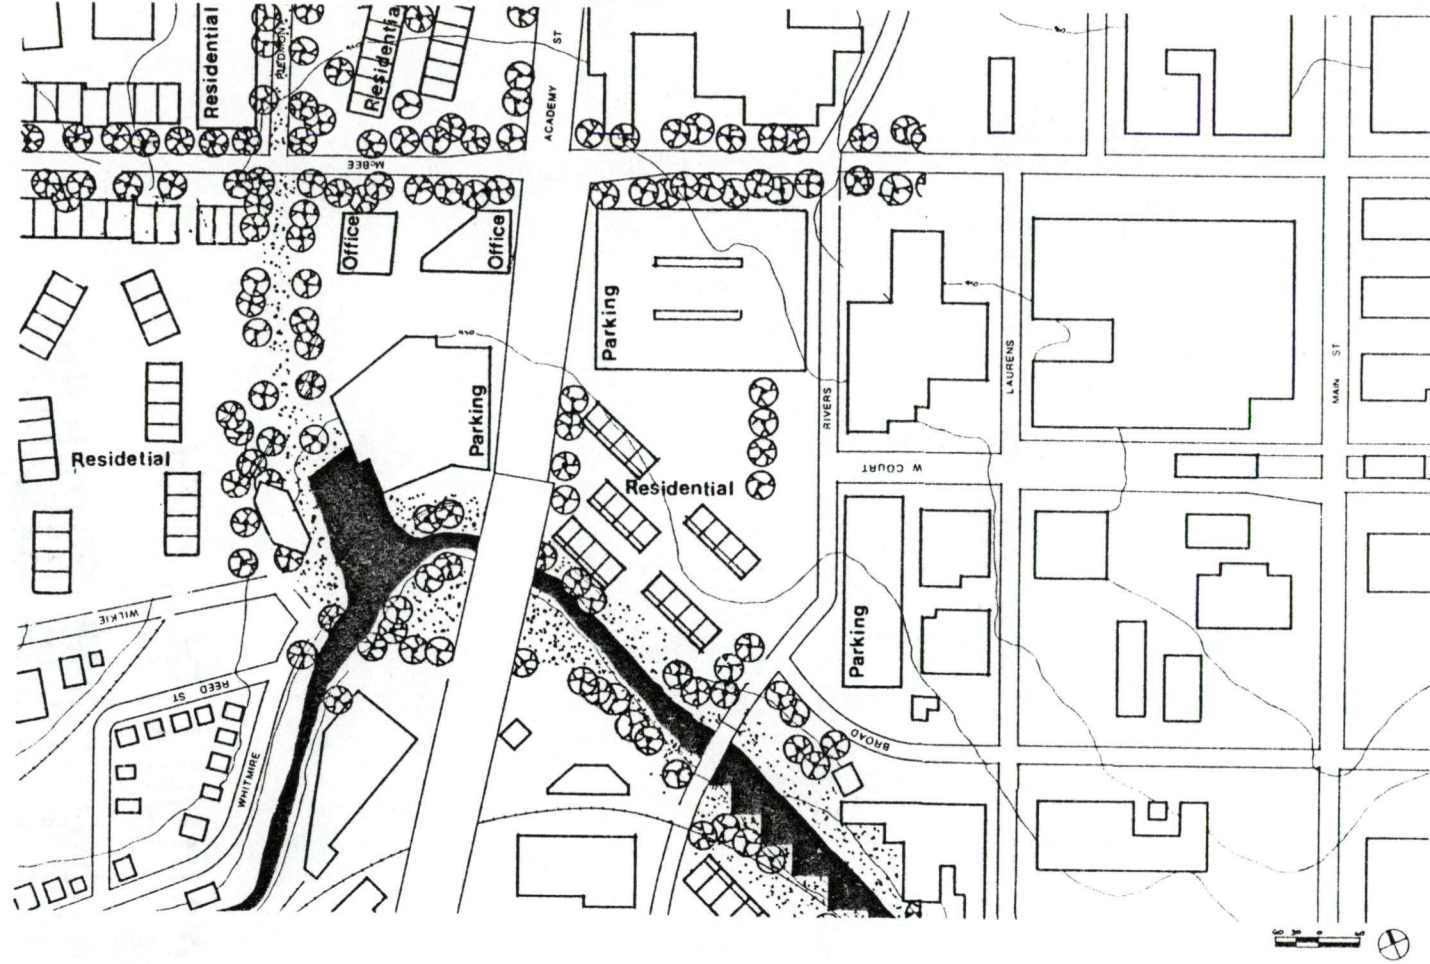 Residential
PIEDMONT
Residential
ACADEMY ST
McBEE
Office
Office
Parking
Parking
Residetial
Residential
RIVERS
LAURENS
MAIN ST
W COURT
Parking
WILKIE
REED ST
WHITMIRE
BROAD